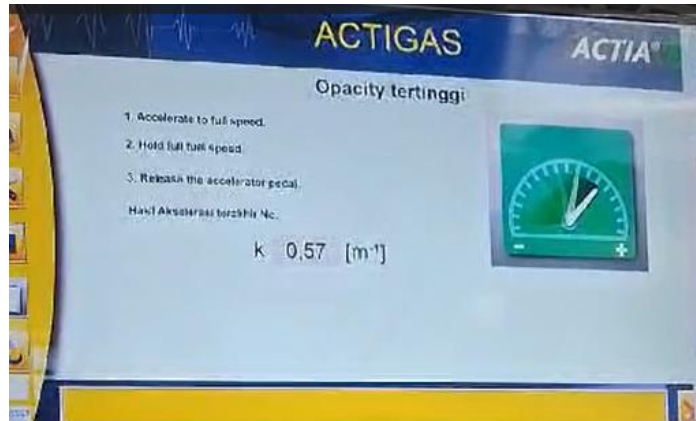 ACTIGAS
ACTIA®
Opacity tertinggi
1. Accelerate to full speed.
2. Hold full fuel speed.
3. Release the accelerator pedal.
Hasil Akselerasi terakhir No.
k 0,57 [m⁻¹]
- +